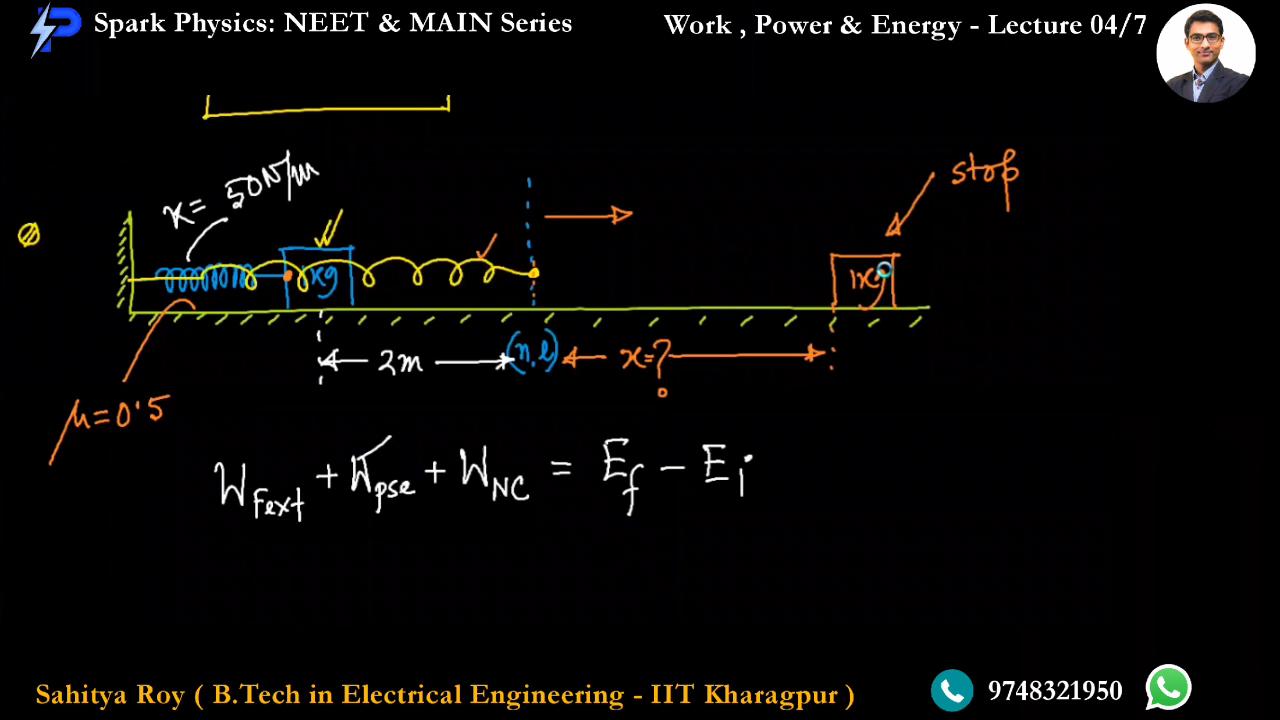 Spark Physics: NEET & MAIN Series
Work , Power & Energy - Lecture 04/7
stop
K = 50N/m
1kg
1kg
2m
(n.l)
x=?
μ=0.5
W_Fext + W_pse + W_NC = E_f - E_i
Sahitya Roy ( B.Tech in Electrical Engineering - IIT Kharagpur )
9748321950